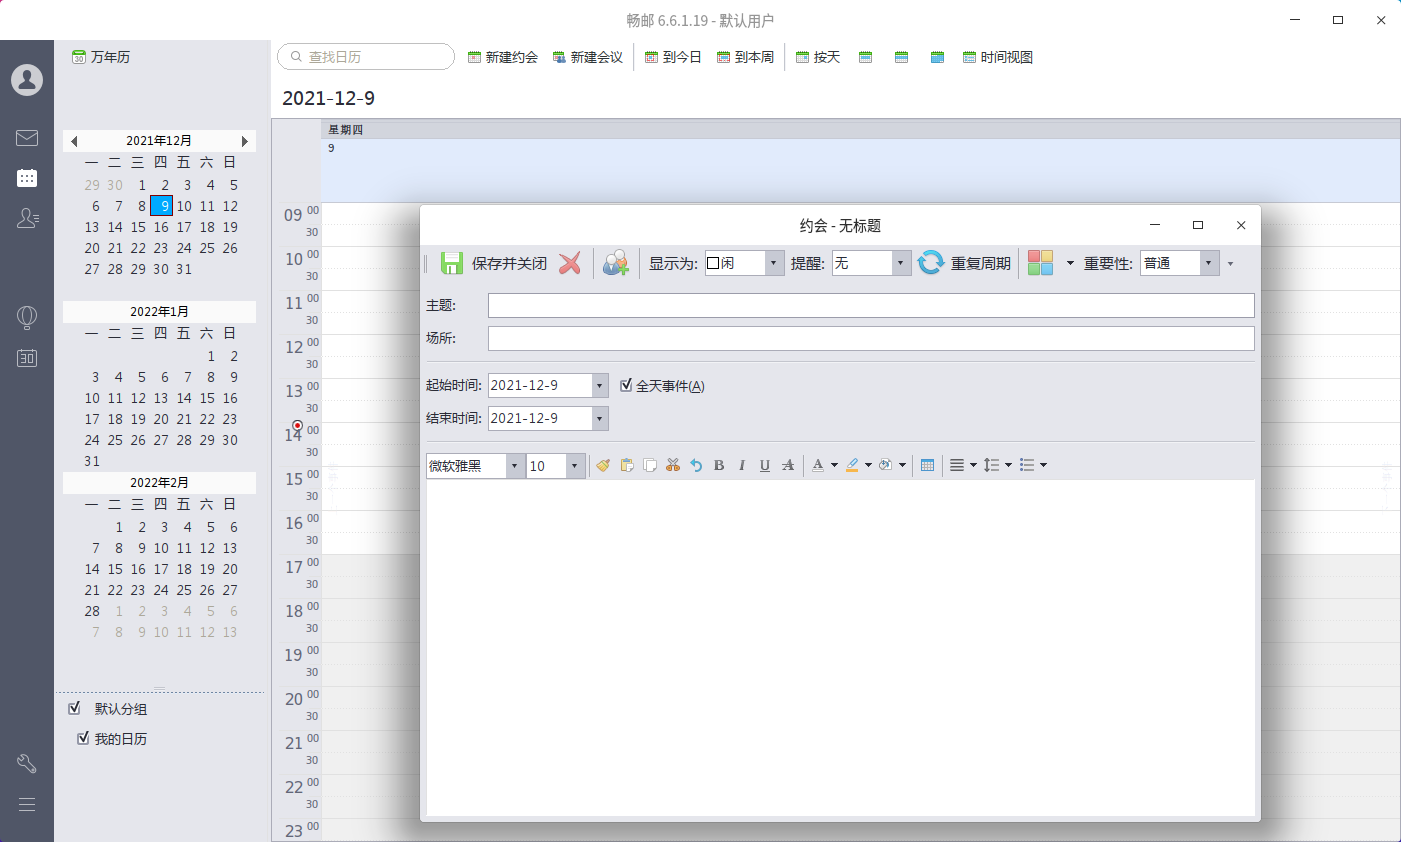 畅邮 6.6.1.19 - 默认用户
万年历
查找日历
新建约会
新建会议
到今日
到本周
按天
时间视图
2021-12-9
2021年12月
一 二 三 四 五 六 日
29 30 1 2 3 4 5
6 7 8 9 10 11 12
13 14 15 16 17 18 19
20 21 22 23 24 25 26
27 28 29 30 31
2022年1月
一 二 三 四 五 六 日
1 2
3 4 5 6 7 8 9
10 11 12 13 14 15 16
17 18 19 20 21 22 23
24 25 26 27 28 29 30
31
2022年2月
一 二 三 四 五 六 日
1 2 3 4 5 6
7 8 9 10 11 12 13
14 15 16 17 18 19 20
21 22 23 24 25 26 27
28 1 2 3 4 5 6
7 8 9 10 11 12 13
默认分组
我的日历
30
星期四
9
09 00
30
10 00
30
11 00
30
12 00
30
13 00
30
14 00
30
15 00
30
16 00
30
17 00
30
18 00
30
19 00
30
20 00
30
21 00
30
22 00
30
23 00
约会 - 无标题
保存并关闭
显示为: 闲
提醒: 无
重复周期
重要性: 普通
主题:
场所:
起始时间: 2021-12-9 全天事件(A)
结束时间: 2021-12-9
微软雅黑 10 B I U A A